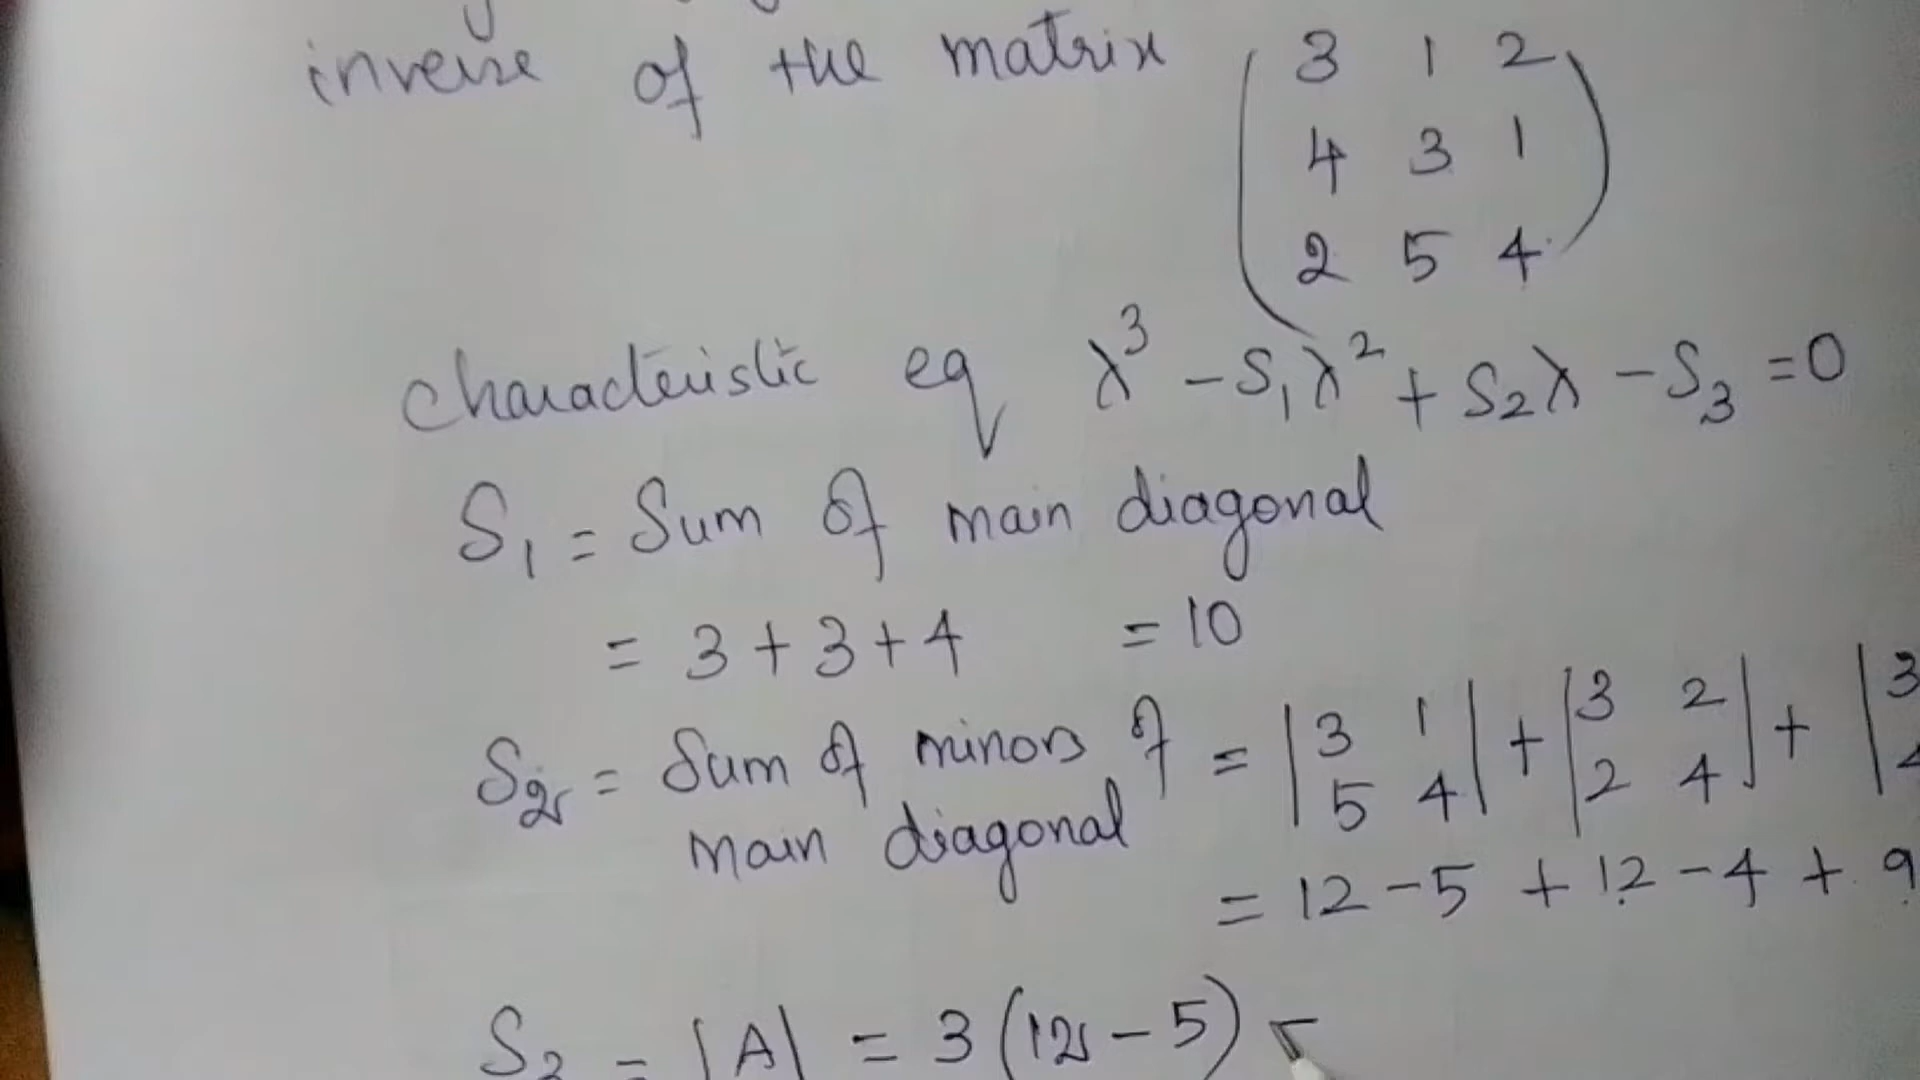 inverse of the matrix ( 3 1 2
4 3 1
2 5 4 )
characteristic eq λ³ - S₁λ² + S₂λ - S₃ = 0
S₁ = Sum of main diagonal
= 3 + 3 + 4 = 10
S₂ = Sum of minors of main diagonal = | 3 1 | + | 3 2 | + | 3
5 4 | 2 4 | 4
= 12 - 5 + 12 - 4 + 9
S₃ = |A| = 3 (12 - 5) -